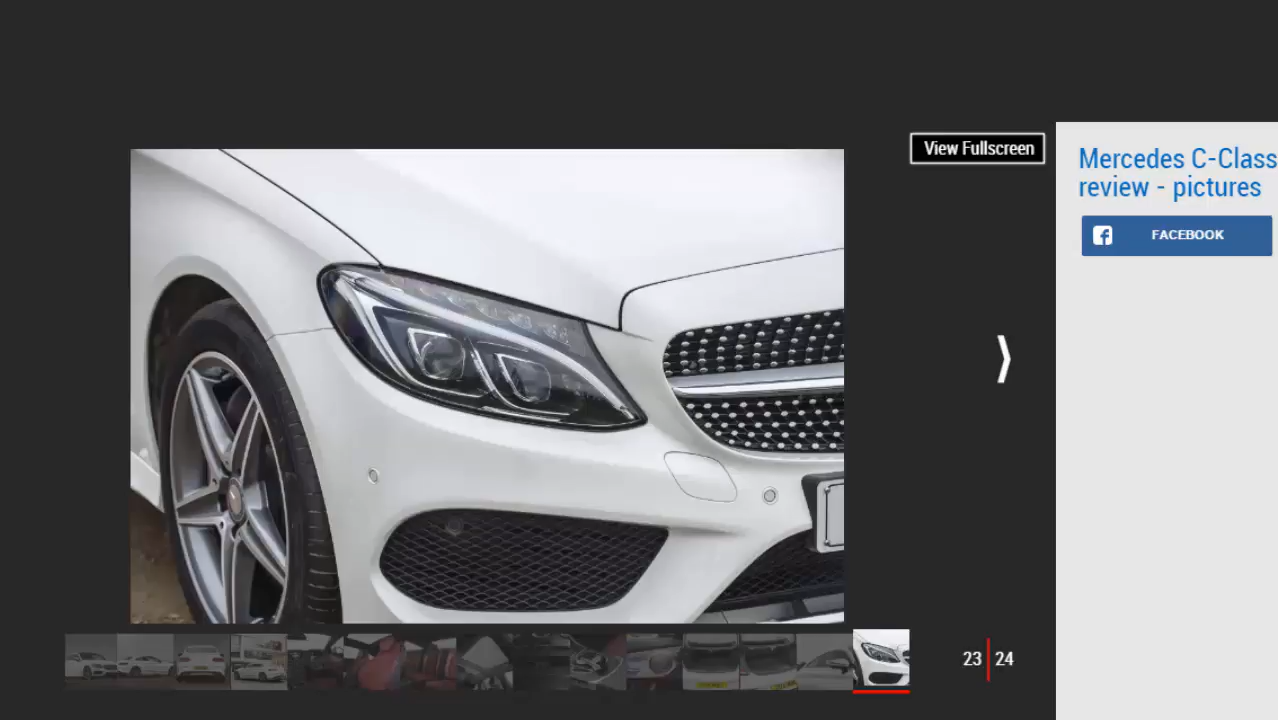 View Fullscreen
Mercedes C-Class
review - pictures
FACEBOOK
23 24